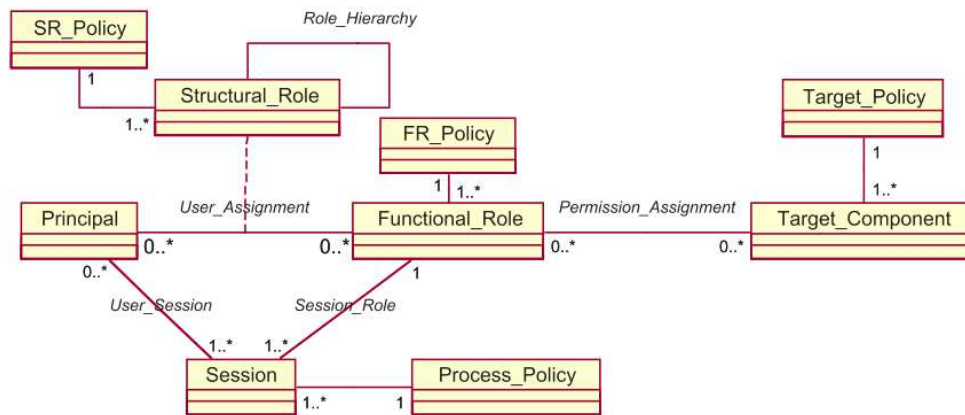 SR_Policy
Role_Hierarchy
1
Structural_Role
Target_Policy
1..*
FR_Policy
1
1
1..*
1..*
Principal
User_Assignment
Functional_Role
Permission_Assignment
Target_Component
0..*
0..*
0..*
0..*
0..*
1
User_Session
Session_Role
1..*
1..*
Session
Process_Policy
1..*
1